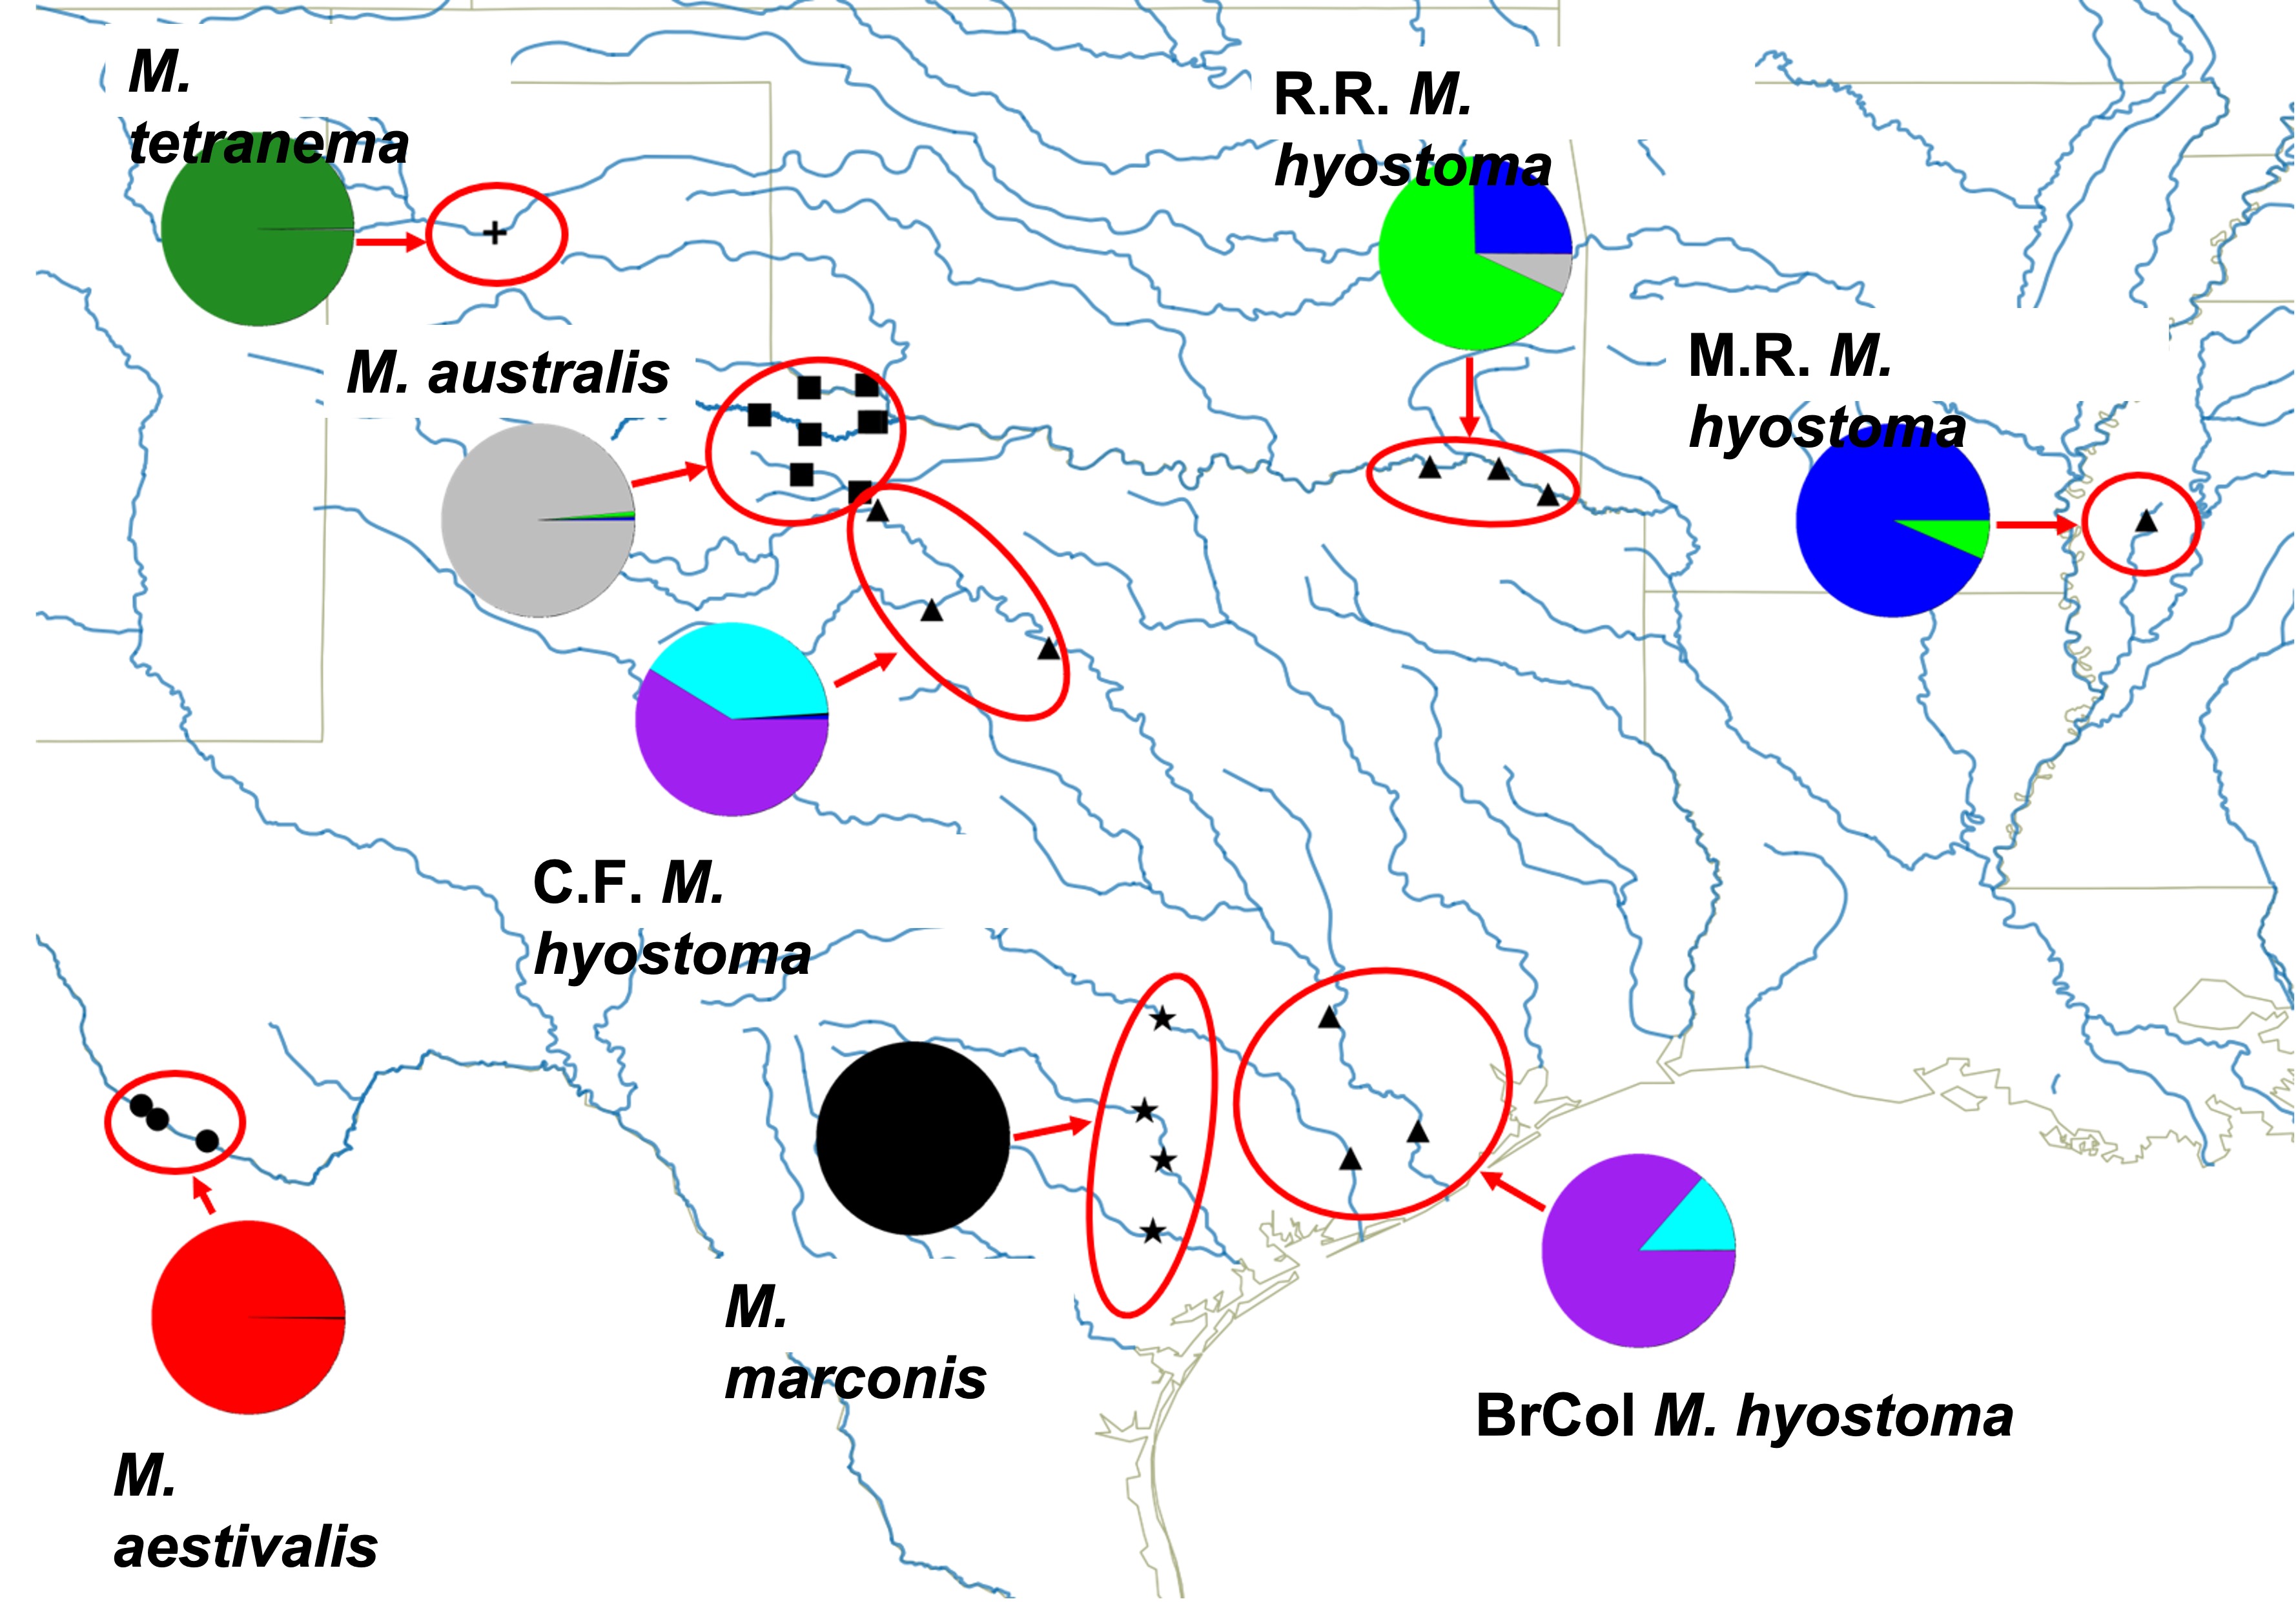 M.
tetranema
R.R. M.
hyostoma
M. australis
M.R. M.
hyostoma
C.F. M.
hyostoma
M.
marconis
BrCol M. hyostoma
M.
aestivalis